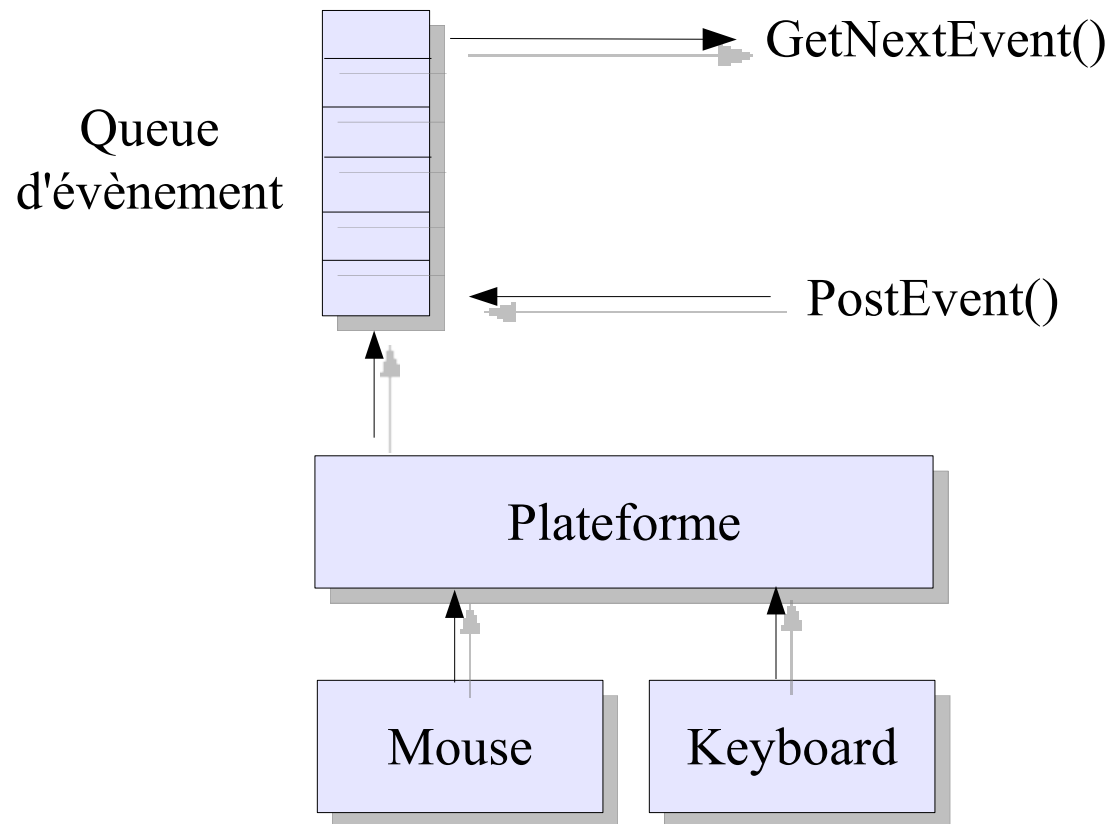 GetNextEvent()
Queue
d'évènement
PostEvent()
Plateforme
Mouse
Keyboard